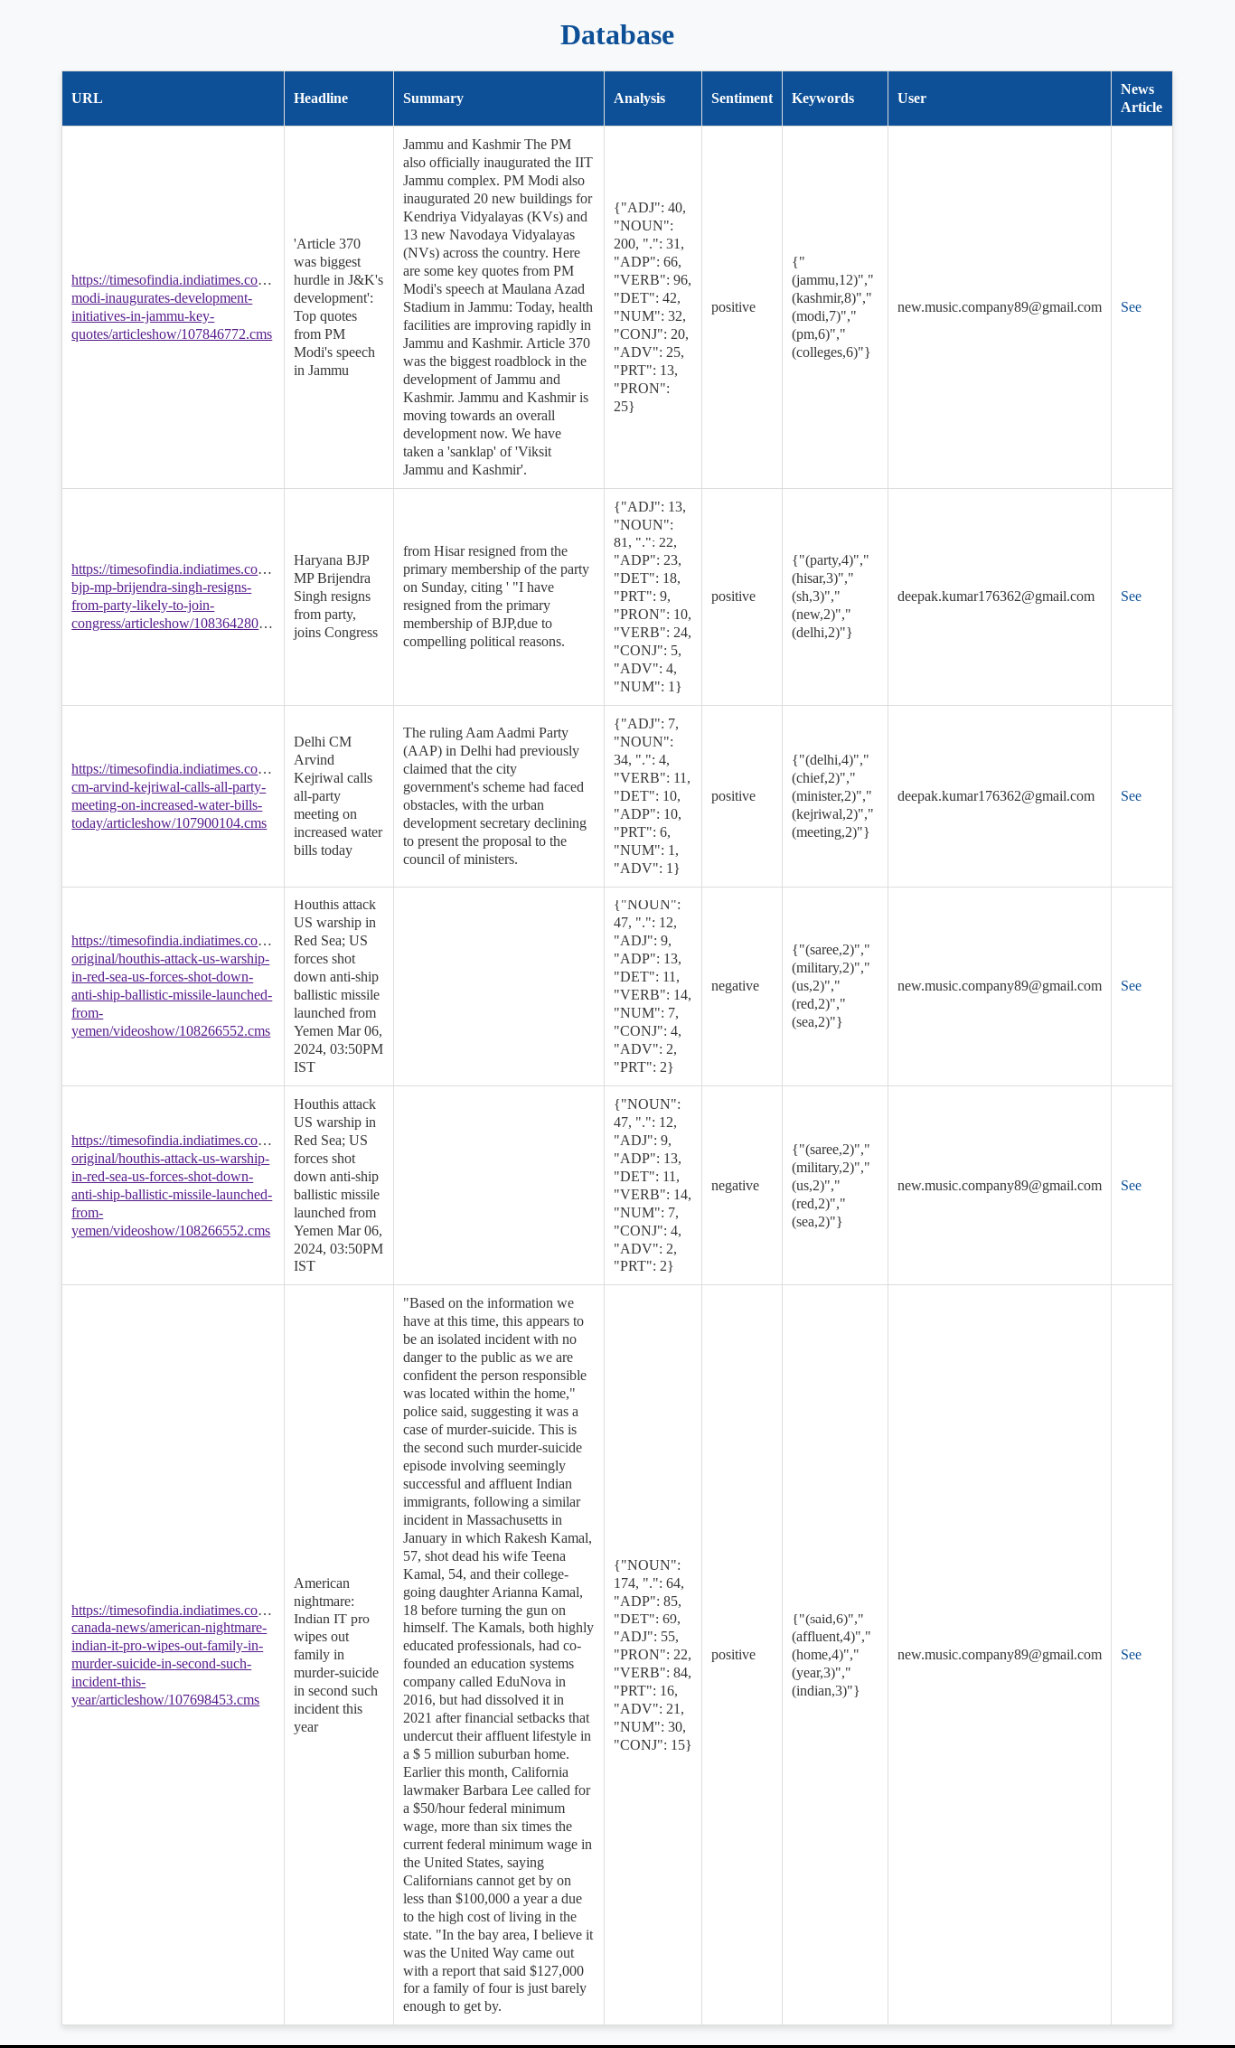 Database
URL
Headline
Summary
Analysis
Sentiment
Keywords
User
News
Article
https://timesofindia.indiatimes.co…
modi-inaugurates-development-
initiatives-in-jammu-key-
quotes/articleshow/107846772.cms
'Article 370
was biggest
hurdle in J&K's
development':
Top quotes
from PM
Modi's speech
in Jammu
Jammu and Kashmir The PM
also officially inaugurated the IIT
Jammu complex. PM Modi also
inaugurated 20 new buildings for
Kendriya Vidyalayas (KVs) and
13 new Navodaya Vidyalayas
(NVs) across the country. Here
are some key quotes from PM
Modi's speech at Maulana Azad
Stadium in Jammu: Today, health
facilities are improving rapidly in
Jammu and Kashmir. Article 370
was the biggest roadblock in the
development of Jammu and
Kashmir. Jammu and Kashmir is
moving towards an overall
development now. We have
taken a 'sanklap' of 'Viksit
Jammu and Kashmir'.
{"ADJ": 40,
"NOUN":
200, ".": 31,
"ADP": 66,
"VERB": 96,
"DET": 42,
"NUM": 32,
"CONJ": 20,
"ADV": 25,
"PRT": 13,
"PRON":
25}
positive
{"
(jammu,12)","
(kashmir,8)","
(modi,7)","
(pm,6)","
(colleges,6)"}
new.music.company89@gmail.com
See
https://timesofindia.indiatimes.co…
bjp-mp-brijendra-singh-resigns-
from-party-likely-to-join-
congress/articleshow/108364280…
Haryana BJP
MP Brijendra
Singh resigns
from party,
joins Congress
from Hisar resigned from the
primary membership of the party
on Sunday, citing ' "I have
resigned from the primary
membership of BJP,due to
compelling political reasons.
{"ADJ": 13,
"NOUN":
81, ".": 22,
"ADP": 23,
"DET": 18,
"PRT": 9,
"PRON": 10,
"VERB": 24,
"CONJ": 5,
"ADV": 4,
"NUM": 1}
positive
{"(party,4)","
(hisar,3)","
(sh,3)","
(new,2)","
(delhi,2)"}
deepak.kumar176362@gmail.com
See
https://timesofindia.indiatimes.co…
cm-arvind-kejriwal-calls-all-party-
meeting-on-increased-water-bills-
today/articleshow/107900104.cms
Delhi CM
Arvind
Kejriwal calls
all-party
meeting on
increased water
bills today
The ruling Aam Aadmi Party
(AAP) in Delhi had previously
claimed that the city
government's scheme had faced
obstacles, with the urban
development secretary declining
to present the proposal to the
council of ministers.
{"ADJ": 7,
"NOUN":
34, ".": 4,
"VERB": 11,
"DET": 10,
"ADP": 10,
"PRT": 6,
"NUM": 1,
"ADV": 1}
positive
{"(delhi,4)","
(chief,2)","
(minister,2)","
(kejriwal,2)","
(meeting,2)"}
deepak.kumar176362@gmail.com
See
https://timesofindia.indiatimes.co…
original/houthis-attack-us-warship-
in-red-sea-us-forces-shot-down-
anti-ship-ballistic-missile-launched-
from-
yemen/videoshow/108266552.cms
Houthis attack
US warship in
Red Sea; US
forces shot
down anti-ship
ballistic missile
launched from
Yemen Mar 06,
2024, 03:50PM
IST
{"NOUN":
47, ".": 12,
"ADJ": 9,
"ADP": 13,
"DET": 11,
"VERB": 14,
"NUM": 7,
"CONJ": 4,
"ADV": 2,
"PRT": 2}
negative
{"(saree,2)","
(military,2)","
(us,2)","
(red,2)","
(sea,2)"}
new.music.company89@gmail.com
See
https://timesofindia.indiatimes.co…
original/houthis-attack-us-warship-
in-red-sea-us-forces-shot-down-
anti-ship-ballistic-missile-launched-
from-
yemen/videoshow/108266552.cms
Houthis attack
US warship in
Red Sea; US
forces shot
down anti-ship
ballistic missile
launched from
Yemen Mar 06,
2024, 03:50PM
IST
{"NOUN":
47, ".": 12,
"ADJ": 9,
"ADP": 13,
"DET": 11,
"VERB": 14,
"NUM": 7,
"CONJ": 4,
"ADV": 2,
"PRT": 2}
negative
{"(saree,2)","
(military,2)","
(us,2)","
(red,2)","
(sea,2)"}
new.music.company89@gmail.com
See
https://timesofindia.indiatimes.co…
canada-news/american-nightmare-
indian-it-pro-wipes-out-family-in-
murder-suicide-in-second-such-
incident-this-
year/articleshow/107698453.cms
American
nightmare:
Indian IT pro
wipes out
family in
murder-suicide
in second such
incident this
year
"Based on the information we
have at this time, this appears to
be an isolated incident with no
danger to the public as we are
confident the person responsible
was located within the home,"
police said, suggesting it was a
case of murder-suicide. This is
the second such murder-suicide
episode involving seemingly
successful and affluent Indian
immigrants, following a similar
incident in Massachusetts in
January in which Rakesh Kamal,
57, shot dead his wife Teena
Kamal, 54, and their college-
going daughter Arianna Kamal,
18 before turning the gun on
himself. The Kamals, both highly
educated professionals, had co-
founded an education systems
company called EduNova in
2016, but had dissolved it in
2021 after financial setbacks that
undercut their affluent lifestyle in
a $ 5 million suburban home.
Earlier this month, California
lawmaker Barbara Lee called for
a $50/hour federal minimum
wage, more than six times the
current federal minimum wage in
the United States, saying
Californians cannot get by on
less than $100,000 a year a due
to the high cost of living in the
state. "In the bay area, I believe it
was the United Way came out
with a report that said $127,000
for a family of four is just barely
enough to get by.
{"NOUN":
174, ".": 64,
"ADP": 85,
"DET": 69,
"ADJ": 55,
"PRON": 22,
"VERB": 84,
"PRT": 16,
"ADV": 21,
"NUM": 30,
"CONJ": 15}
positive
{"(said,6)","
(affluent,4)","
(home,4)","
(year,3)","
(indian,3)"}
new.music.company89@gmail.com
See